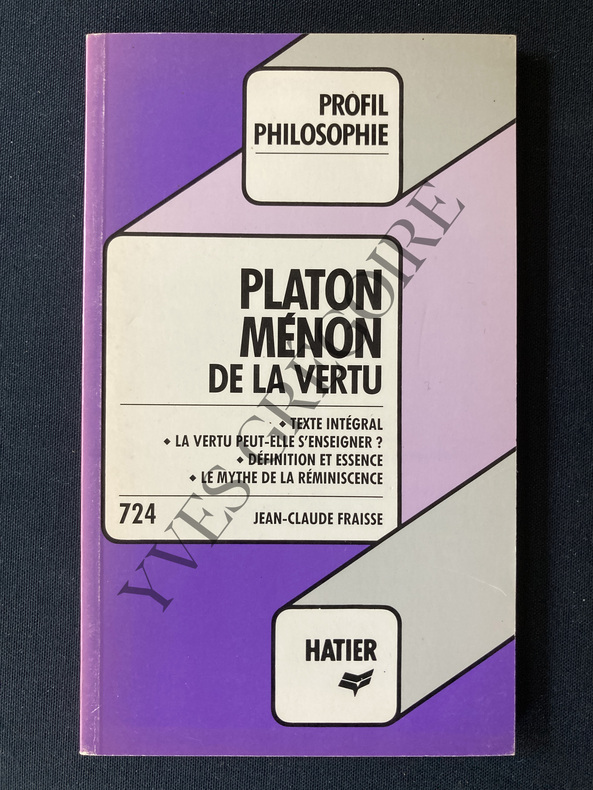 PROFIL
PHILOSOPHIE
PLATON
MÉNON
DE LA VERTU
◆ TEXTE INTÉGRAL
◆ LA VERTU PEUT-ELLE S'ENSEIGNER ?
◆ DÉFINITION ET ESSENCE
◆ LE MYTHE DE LA RÉMINISCENCE
724 JEAN-CLAUDE FRAISSE
HATIER
YVES GREGOIRE